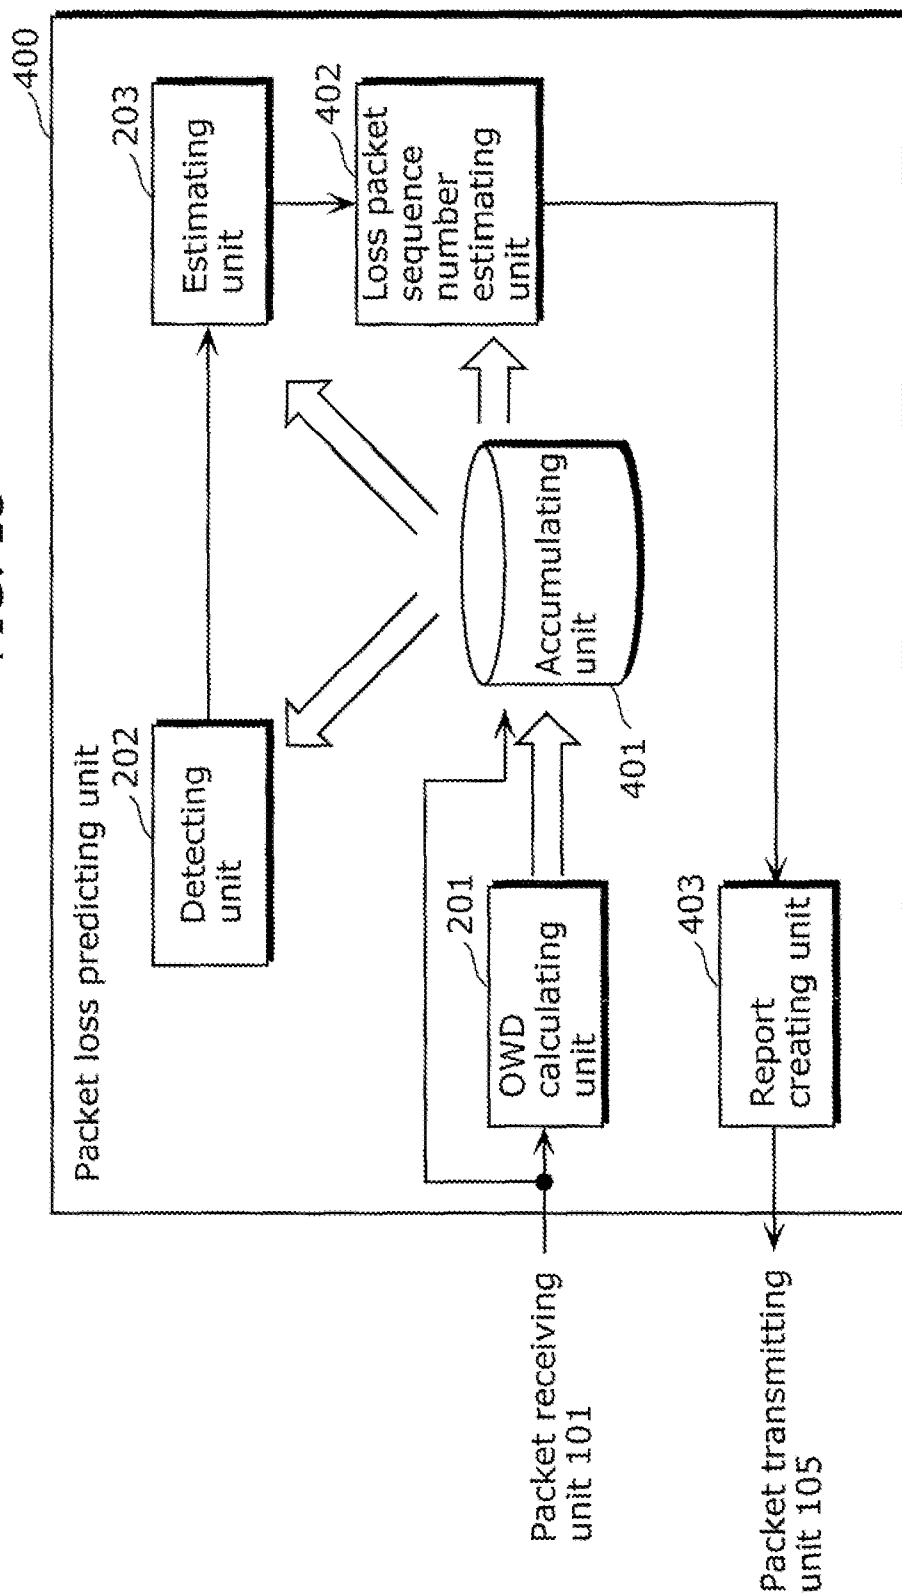 400
Packet loss predicting unit
202
Detecting
unit
203
Estimating
unit
402
Loss packet
sequence
number
estimating
unit
Accumulating
unit
401
201
OWD
calculating
unit
403
Report
creating unit
Packet receiving
unit 101
Packet transmitting
unit 105